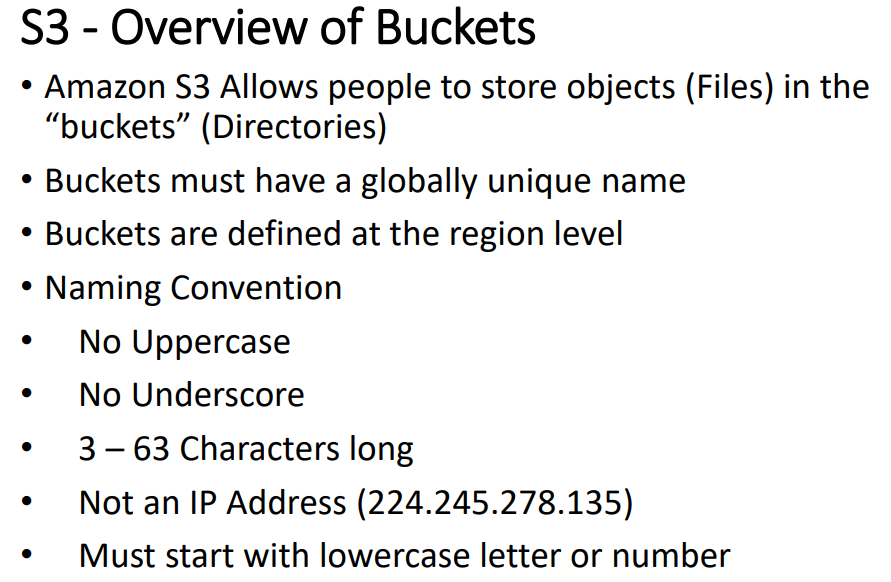 S3 - Overview of Buckets
• Amazon S3 Allows people to store objects (Files) in the
“buckets” (Directories)
• Buckets must have a globally unique name
• Buckets are defined at the region level
• Naming Convention
• No Uppercase
• No Underscore
• 3 – 63 Characters long
• Not an IP Address (224.245.278.135)
• Must start with lowercase letter or number